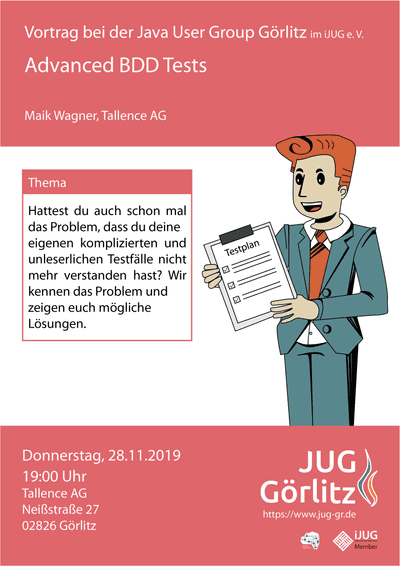 Vortrag bei der Java User Group Görlitz im iJUG e. V.
Advanced BDD Tests
Maik Wagner, Tallence AG
Thema
Hattest du auch schon mal
das Problem, dass du deine
eigenen komplizierten und
unleserlichen Testfälle nicht
mehr verstanden hast? Wir
kennen das Problem und
zeigen euch mögliche
Lösungen.
Testplan
Donnerstag, 28.11.2019
19:00 Uhr
Tallence AG
Neißstraße 27
02826 Görlitz
JUG
Görlitz
https://www.jug-gr.de
iJUG
Member